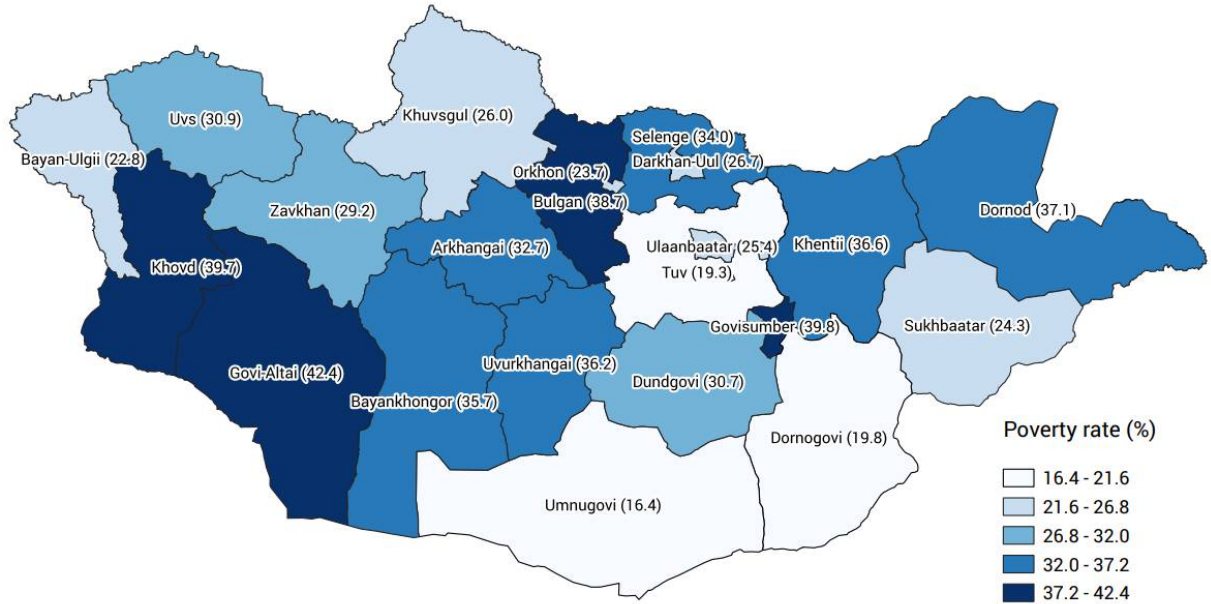 Khuvsgul (26.0)
Uvs (30.9)
Selenge (34.0)
Bayan-Ulgii (22.8)
Darkhan-Uul (26.7)
Orkhon (23.7)
Bulgan (38.7)
Zavkhan (29.2)
Dornod (37.1)
Arkhangai (32.7)
Ulaanbaatar (25.4)
Khentii (36.6)
Khovd (39.7)
Tuv (19.3)
Govisumber (39.8)
Sukhbaatar (24.3)
Uvurkhangai (36.2)
Govi-Altai (42.4)
Dundgovi (30.7)
Bayankhongor (35.7)
Dornogovi (19.8)
Umnugovi (16.4)
Poverty rate (%)
16.4 - 21.6
21.6 - 26.8
26.8 - 32.0
32.0 - 37.2
37.2 - 42.4